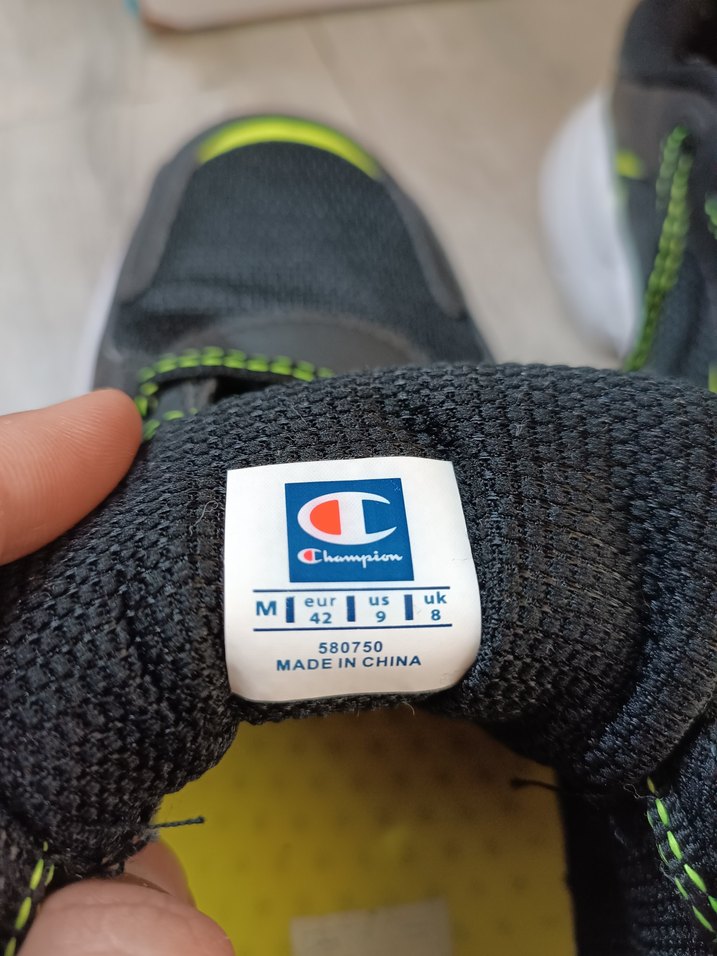 Champion
M eur us uk
42 9 8
580750
MADE IN CHINA